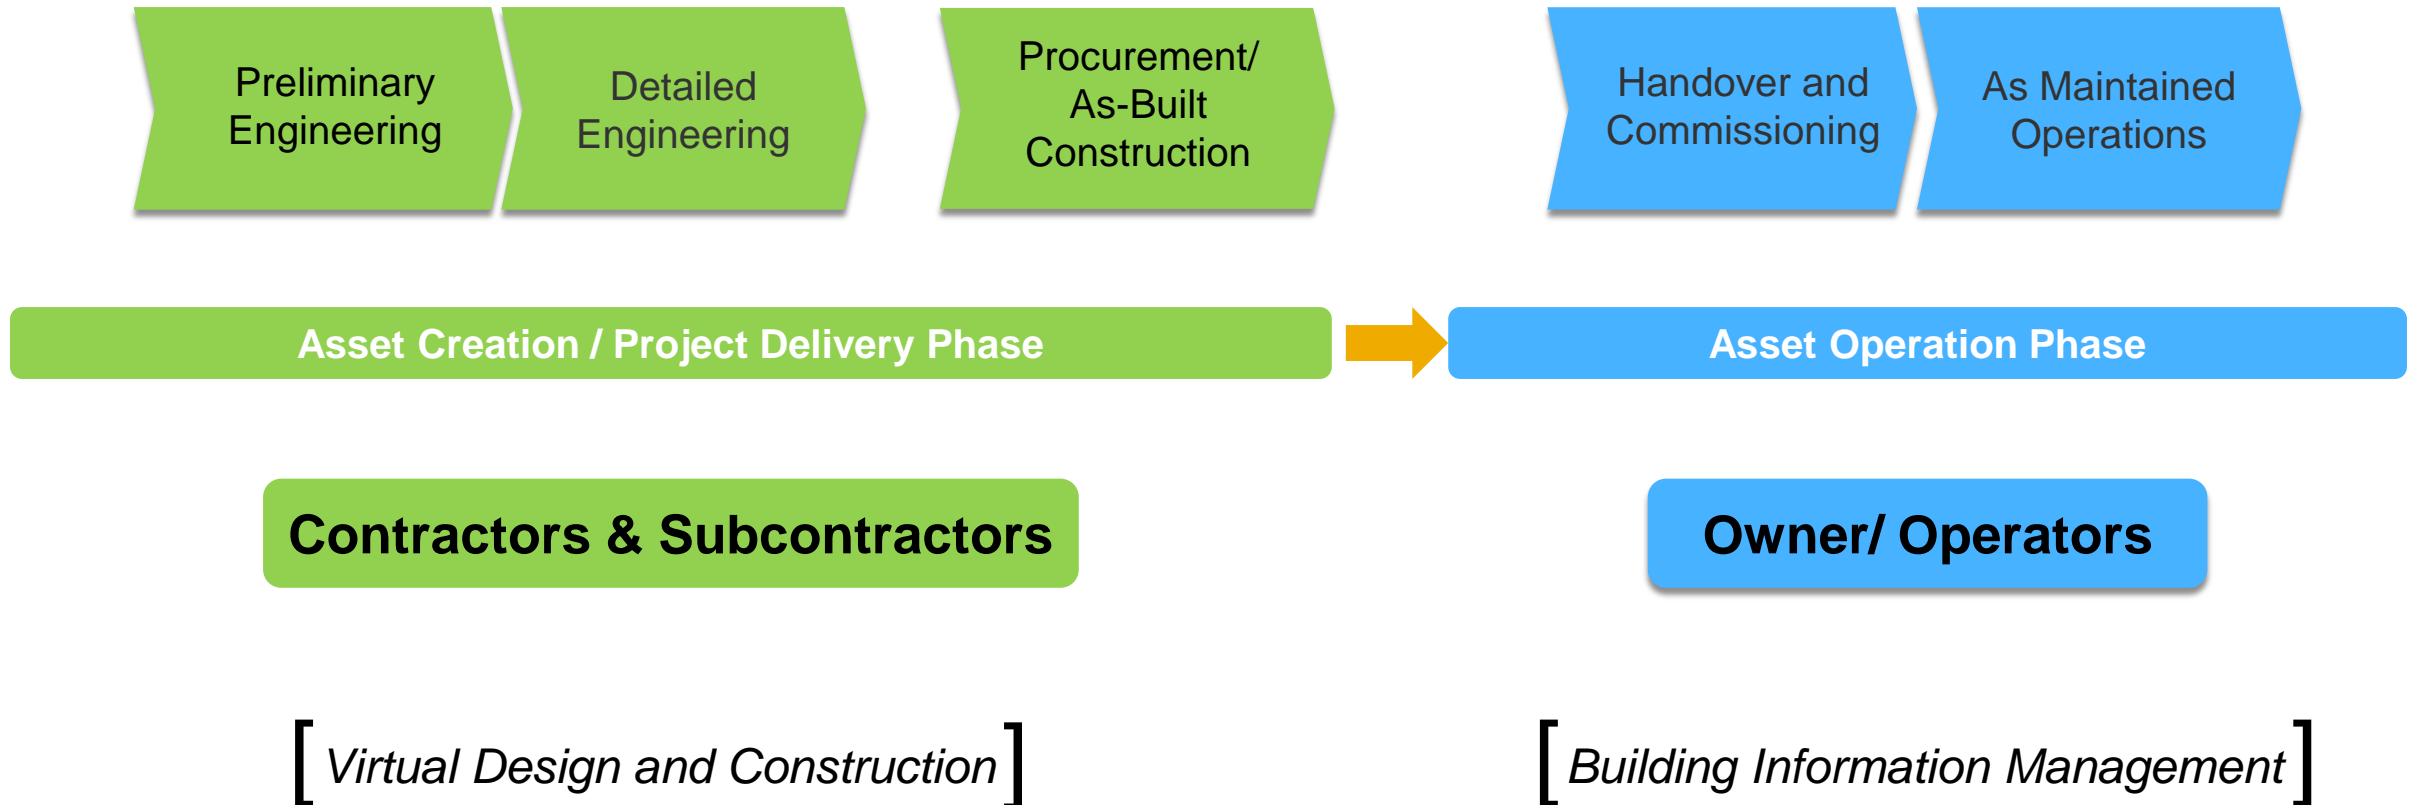 Preliminary
Engineering
Detailed
Engineering
Procurement/
As-Built
Construction
Handover and
Commissioning
As Maintained
Operations
Asset Creation / Project Delivery Phase
Asset Operation Phase
Contractors & Subcontractors
Owner/ Operators
[Virtual Design and Construction]
[Building Information Management]